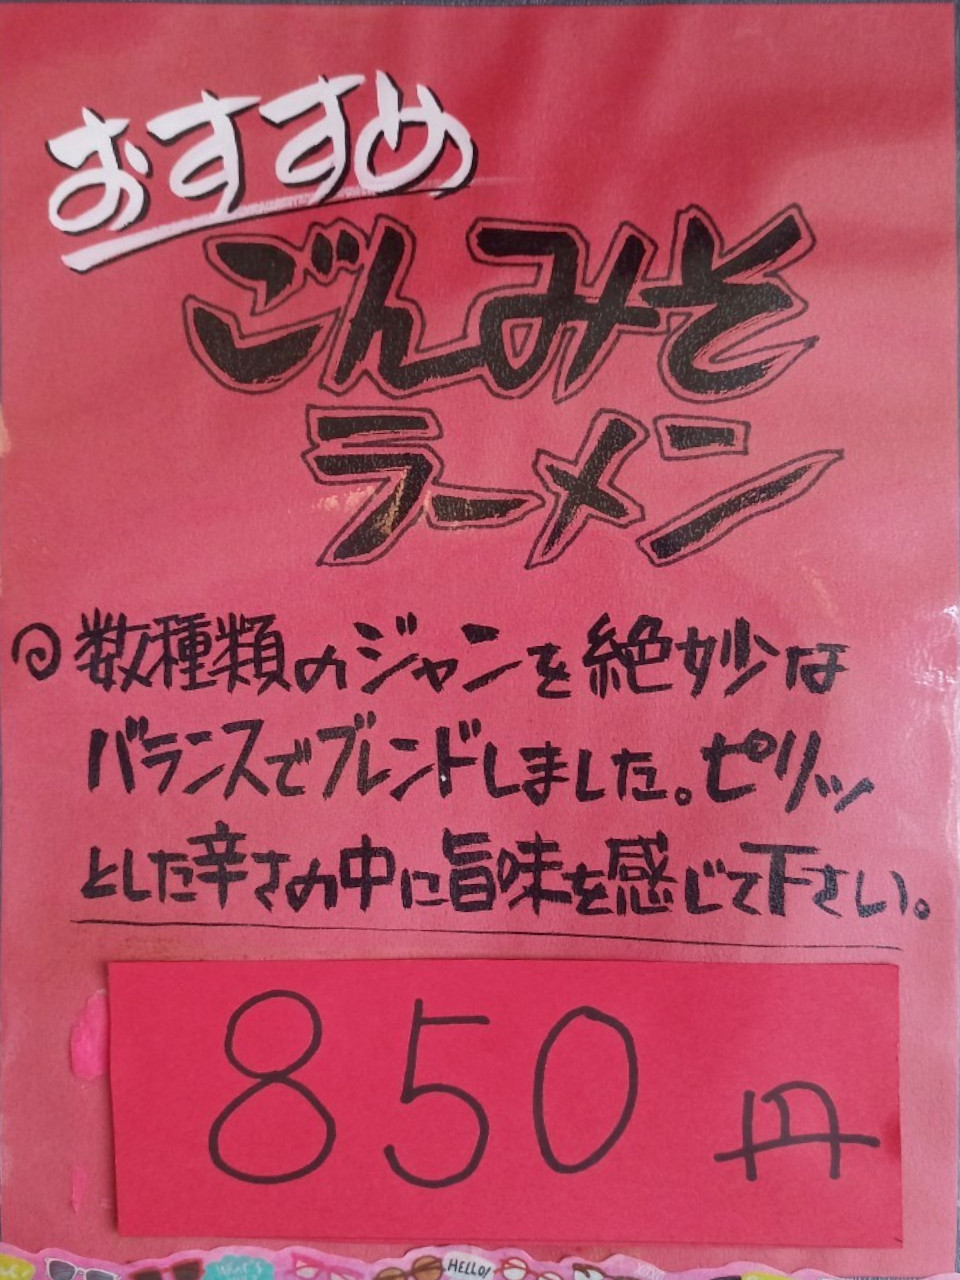 おすすめ
ごんみそ
ラーメン
◎数種類のジャンを絶妙な
バランスでブレンドしました。ピリッ
とした辛さの中に旨味を感じて下さい。
850円
What's
HELLO!